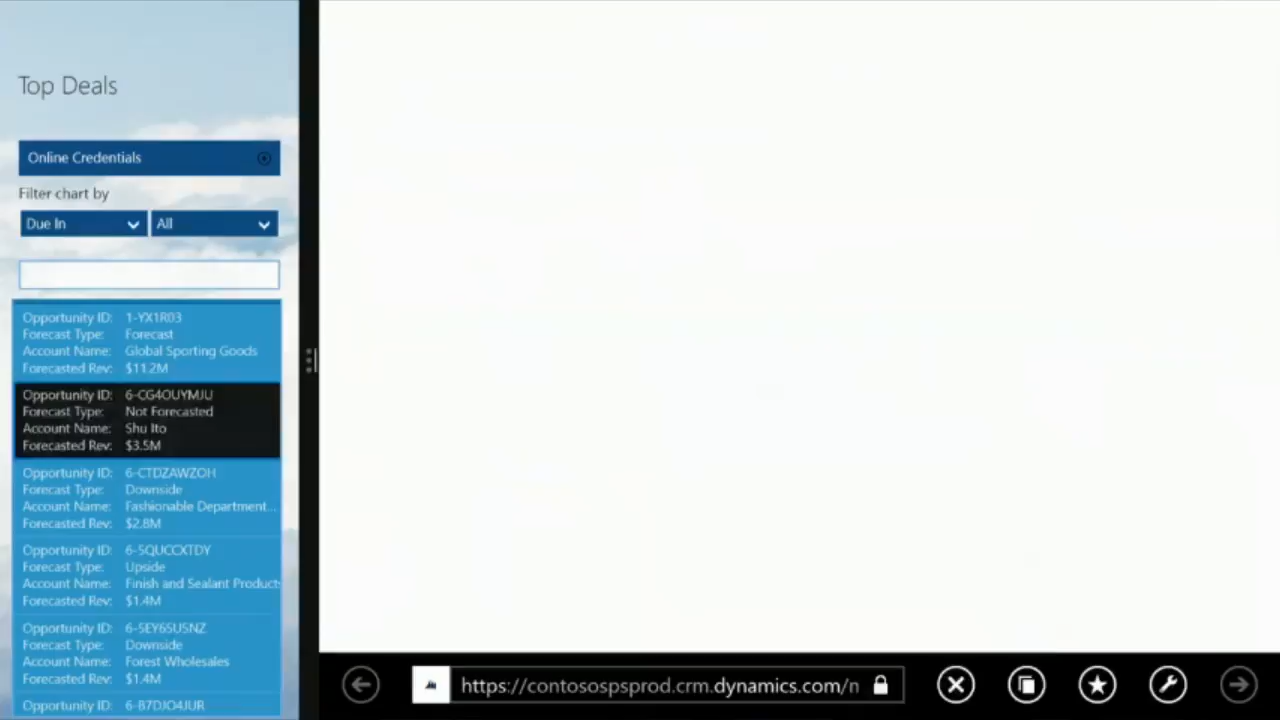 Top Deals
Online Credentials
Filter chart by
Due In All
Opportunity ID: 1-YX1R03
Forecast Type: Forecast
Account Name: Global Sporting Goods
Forecasted Rev: $11.2M
Opportunity ID: 6-CG4OUYMJU
Forecast Type: Not Forecasted
Account Name: Shu Ito
Forecasted Rev: $3.5M
Opportunity ID: 6-CTDZAWZOH
Forecast Type: Downside
Account Name: Fashionable Department...
Forecasted Rev: $2.8M
Opportunity ID: 6-5QUCCXTDY
Forecast Type: Upside
Account Name: Finish and Sealant Products
Forecasted Rev: $1.4M
Opportunity ID: 6-5EY6SUSNZ
Forecast Type: Downside
Account Name: Forest Wholesales
Forecasted Rev: $1.4M
Opportunity ID: 6-B7DJO4JUR
https://contosospsprod.crm.dynamics.com/n